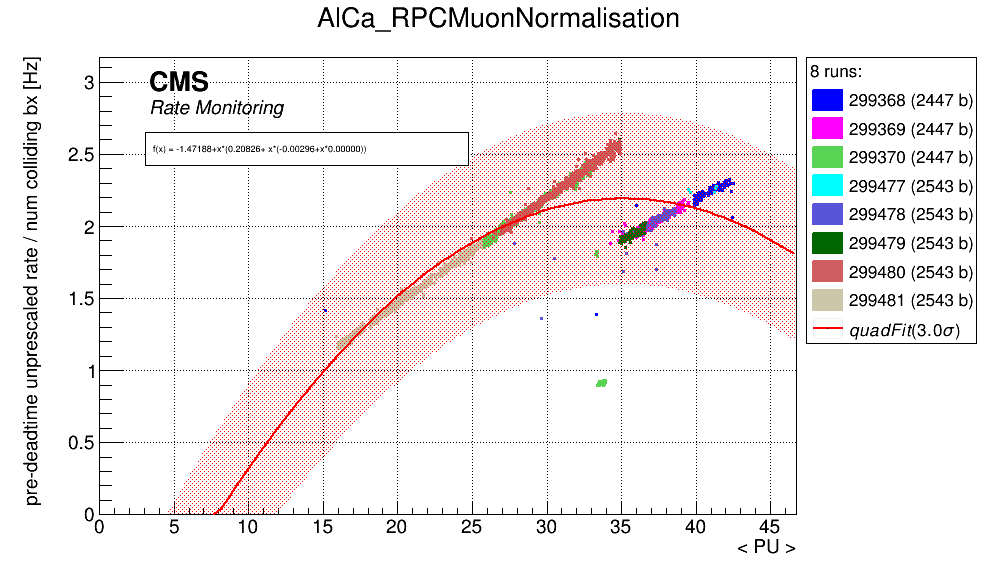 AlCa_RPCMuonNormalisation
pre-deadtime unprescaled rate / num colliding bx [Hz]
CMS
Rate Monitoring
f(x) = -1.47188+x*(0.20826+ x*(-0.00296+x*0.00000))
3
2.5
2
1.5
1
0.5
0
0 5 10 15 20 25 30 35 40 45
< PU >
8 runs:
299368 (2447 b)
299369 (2447 b)
299370 (2447 b)
299477 (2543 b)
299478 (2543 b)
299479 (2543 b)
299480 (2543 b)
299481 (2543 b)
quadFit(3.0σ)